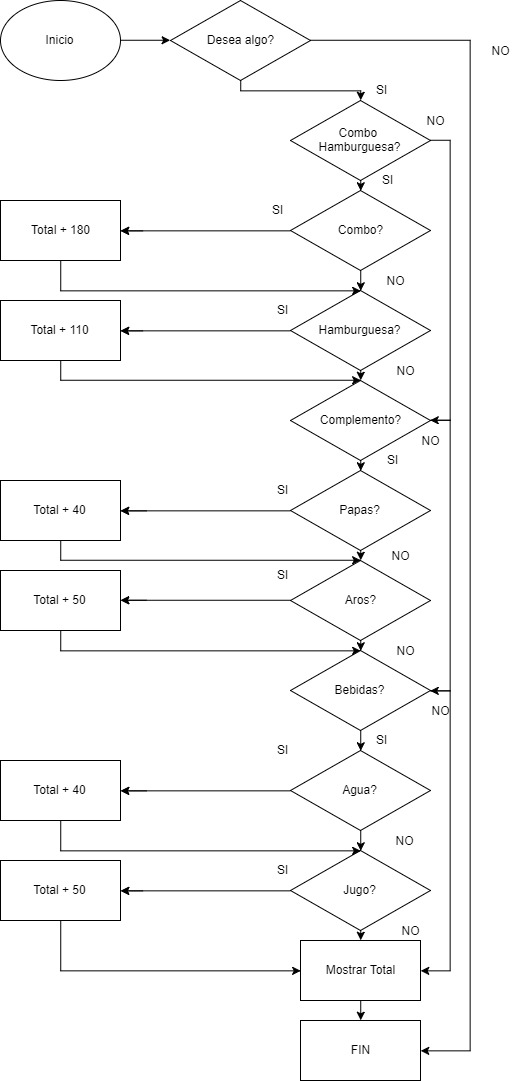 Inicio
Desea algo?
NO
SI
Combo
Hamburguesa?
NO
SI
SI
Total + 180
Combo?
NO
SI
Total + 110
Hamburguesa?
NO
Complemento?
NO
SI
SI
Total + 40
Papas?
NO
SI
Total + 50
Aros?
NO
Bebidas?
NO
SI
SI
Total + 40
Agua?
NO
SI
Total + 50
Jugo?
NO
Mostrar Total
FIN